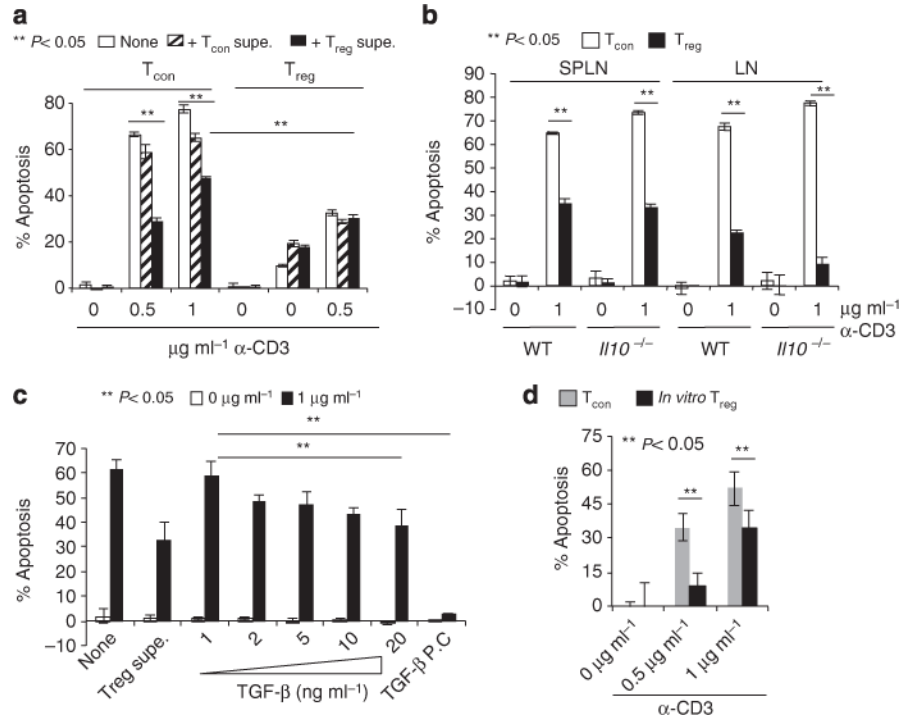 a
** P< 0.05 None + Tcon supe. + Treg supe.
Tcon Treg
** ** **
% Apoptosis
80
60
40
20
0
0 0.5 1 0 0 0.5
μg ml−1 α-CD3
b
** P< 0.05 Tcon Treg
SPLN LN
** ** ** **
% Apoptosis
90
80
70
60
50
40
30
20
10
0
−10
0 1 0 1 0 1 0 1 μg ml−1
α-CD3
WT Il10−/− WT Il10−/−
c
** P< 0.05 0 μg ml−1 1 μg ml−1
**
**
% Apoptosis
70
60
50
40
30
20
10
0
−10
None Treg supe. 1 2 5 10 20 TGF-β P.C
TGF-β (ng ml−1)
d
Tcon In vitro Treg
** P< 0.05
** **
% Apoptosis
75
60
45
30
15
0
0 μg ml−1 0.5 μg ml−1 1 μg ml−1
α-CD3